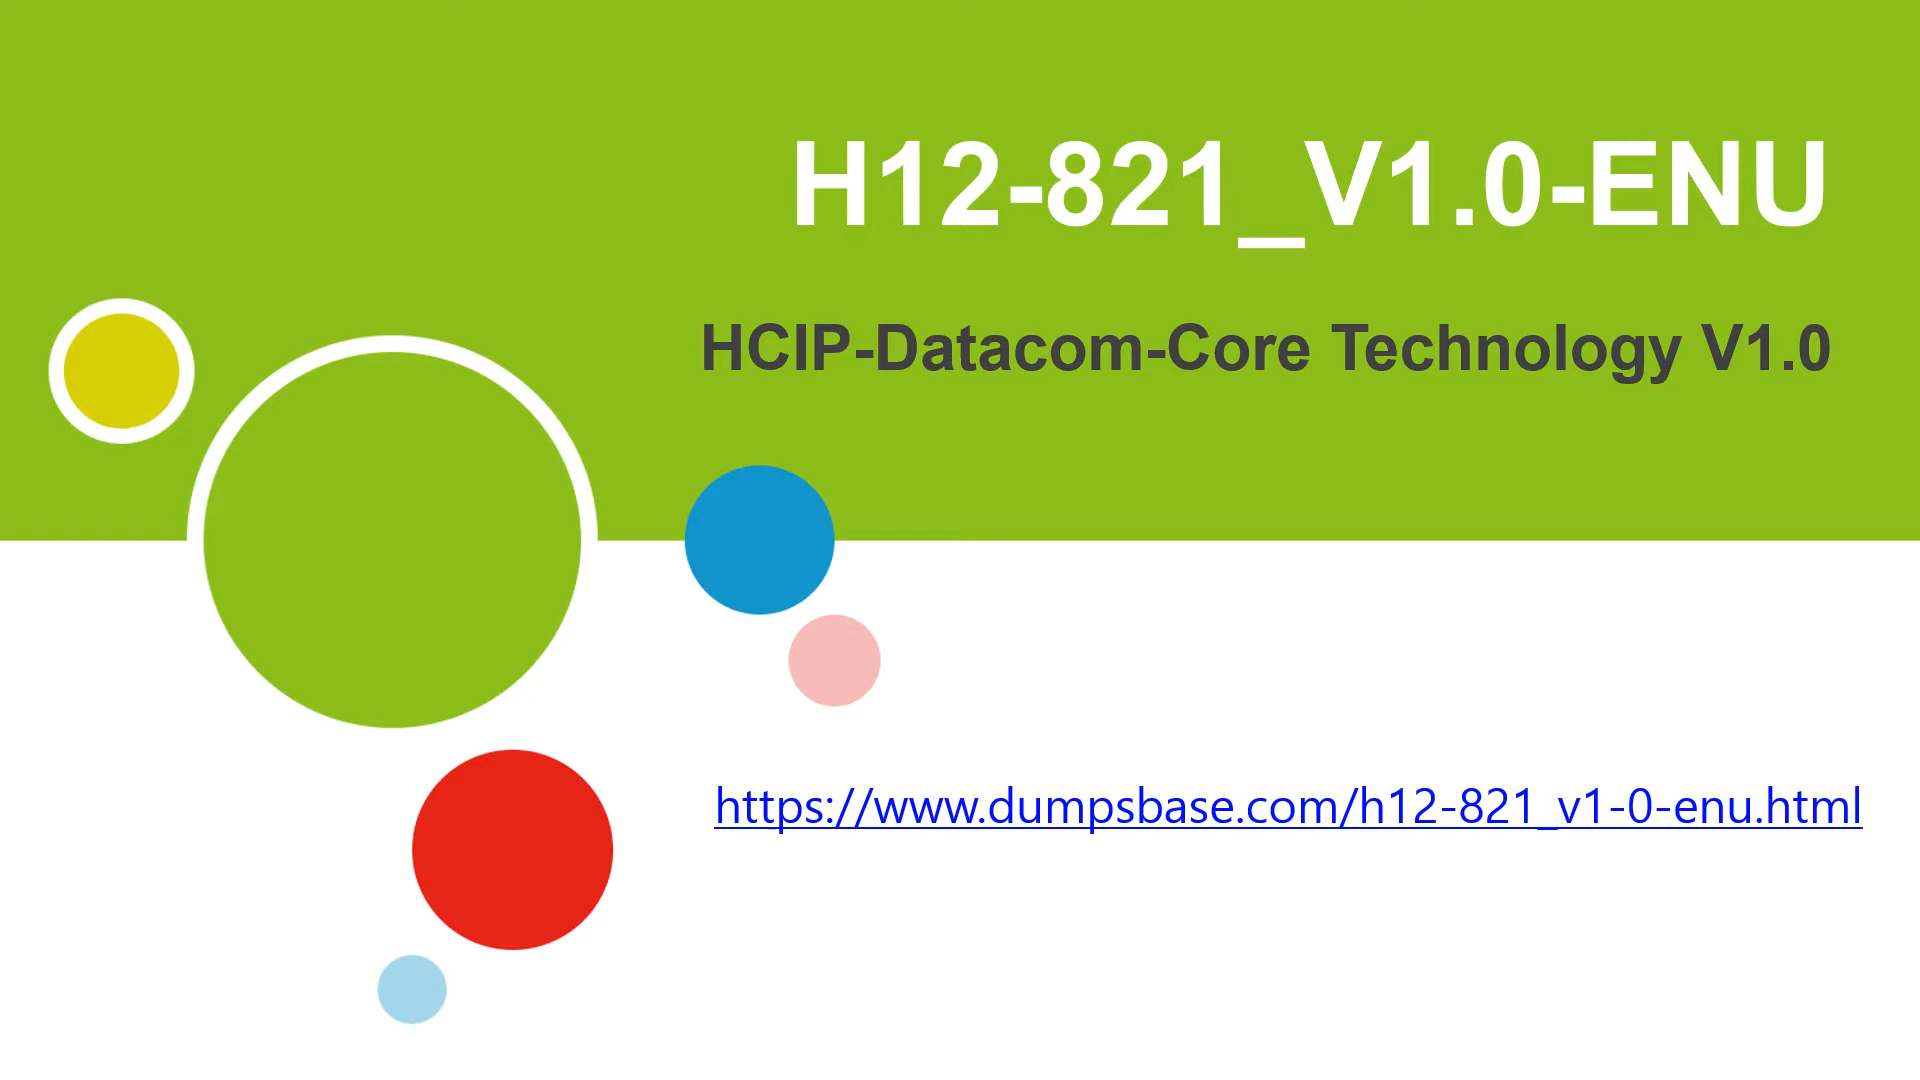 H12-821_V1.0-ENU
HCIP-Datacom-Core Technology V1.0
https://www.dumpsbase.com/h12-821_v1-0-enu.html